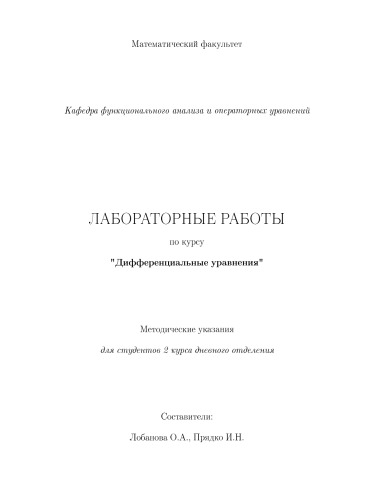 Математический факультет
Кафедра функционального анализа и операторных уравнений
ЛАБОРАТОРНЫЕ РАБОТЫ
по курсу
"Дифференциальные уравнения"
Методические указания
для студентов 2 курса дневного отделения
Составители:
Лобанова О.А., Прядко И.Н.